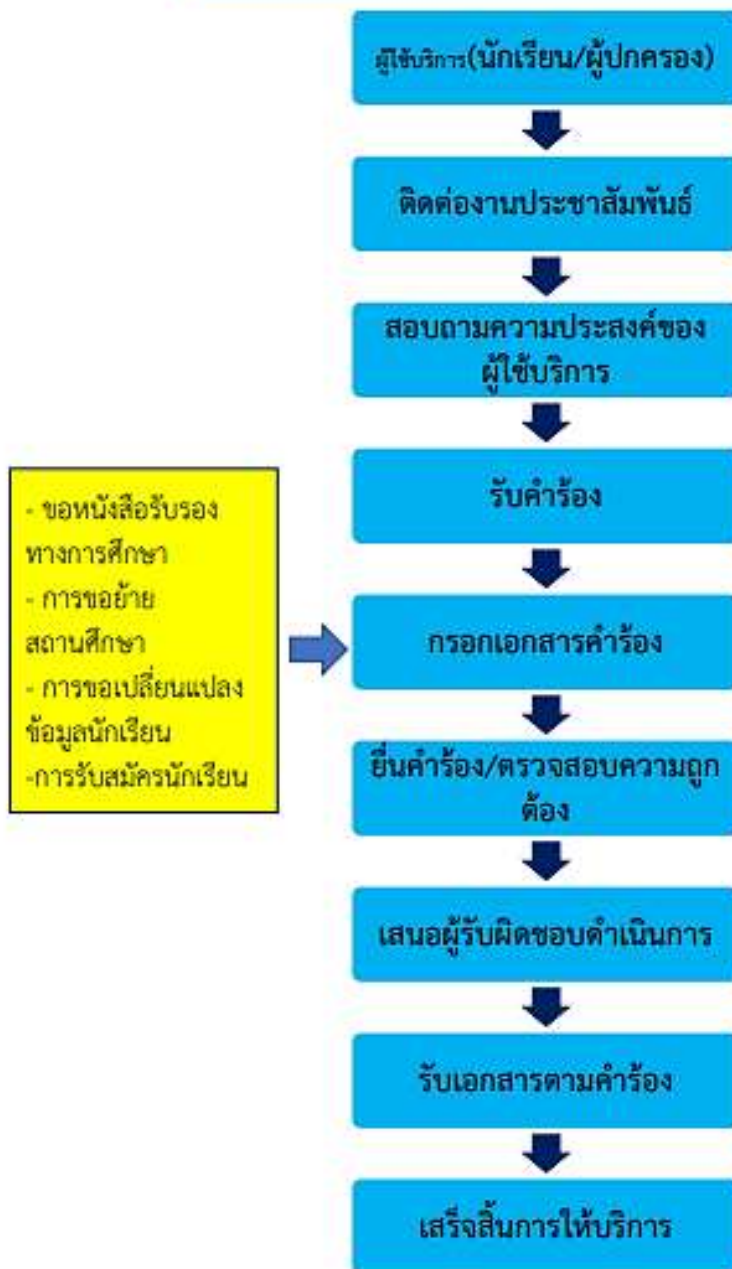 ผู้ใช้บริการ(นักเรียน/ผู้ปกครอง)
ติดต่องานประชาสัมพันธ์
สอบถามความประสงค์ของ
ผู้ใช้บริการ
รับคำร้อง
- ขอหนังสือรับรอง
ทางการศึกษา
- การขอย้าย
สถานศึกษา
- การขอเปลี่ยนแปลง
ข้อมูลนักเรียน
-การรับสมัครนักเรียน
กรอกเอกสารคำร้อง
ยื่นคำร้อง/ตรวจสอบความถูก
ต้อง
เสนอผู้รับผิดชอบดำเนินการ
รับเอกสารตามคำร้อง
เสร็จสิ้นการให้บริการ